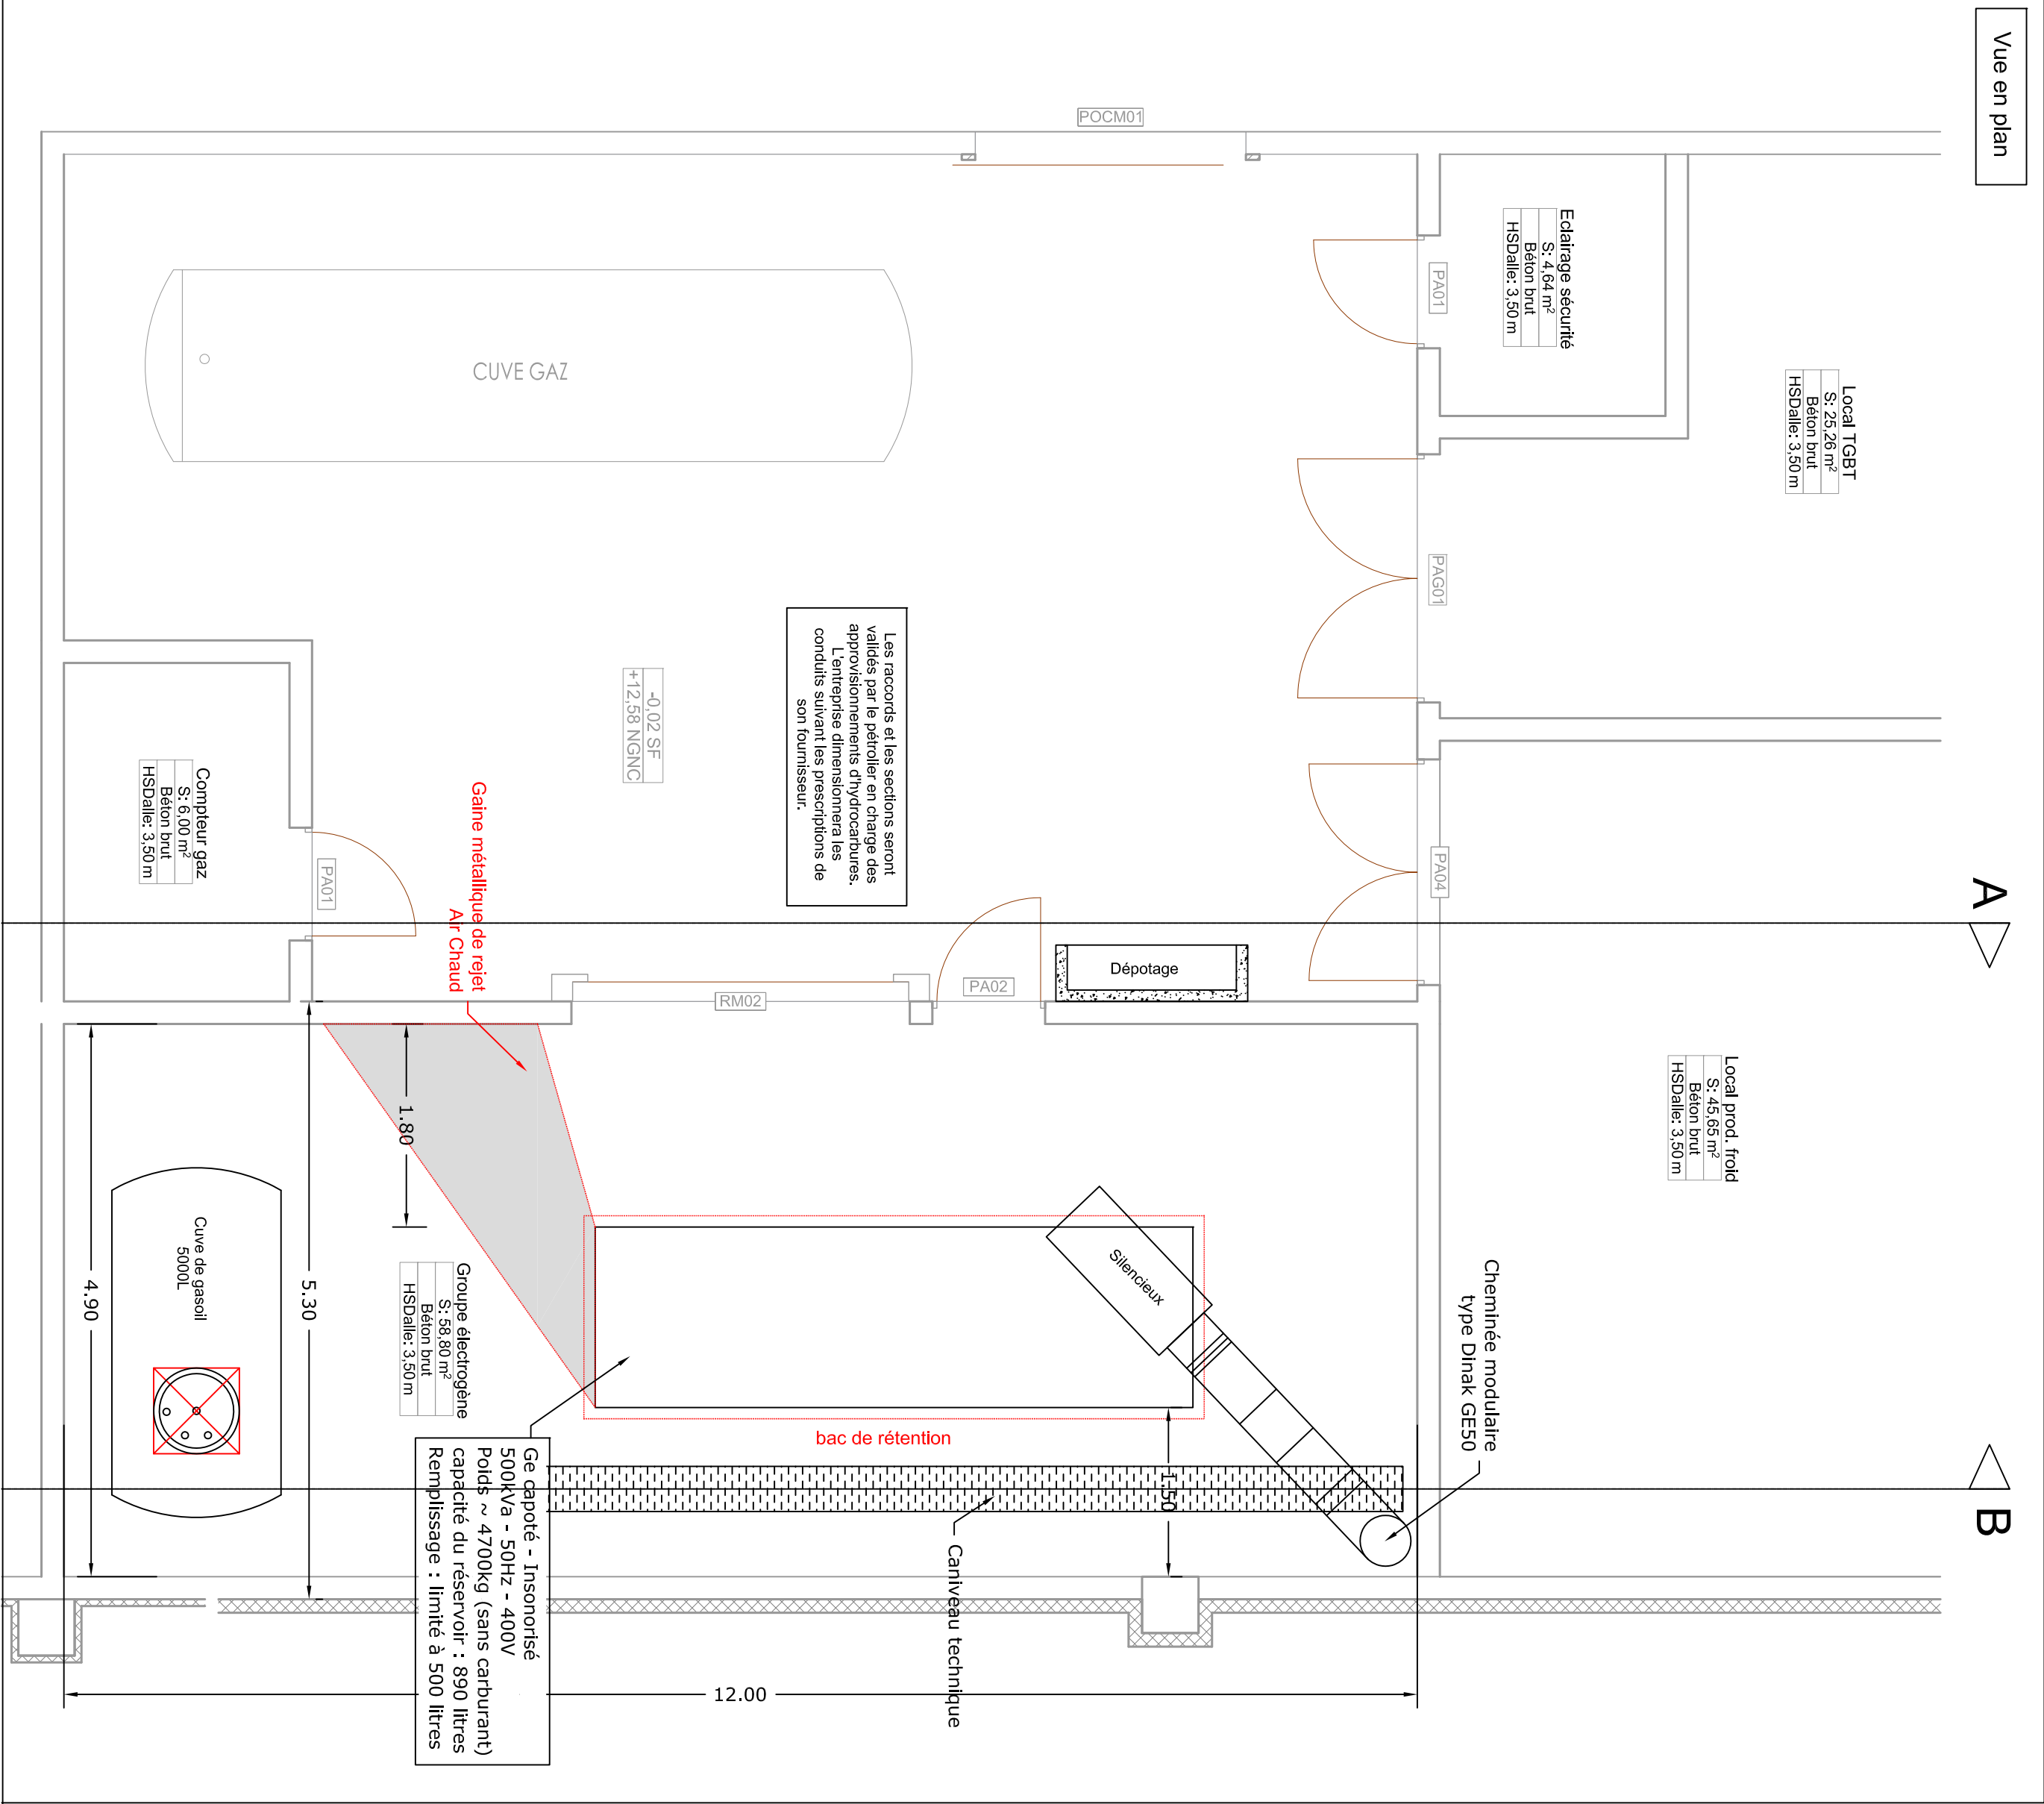 Vue en plan
POCM01
Eclairage sécurité
S: 4,64 m²
Béton brut
HSDalle: 3,50 m
PA01
Local TGBT
S: 25,26 m²
Béton brut
HSDalle: 3,50 m
CUVE GAZ
PAG01
Les raccords et les sections seront
validés par le pétrolier en charge des
approvisionnements d'hydrocarbures.
L'entreprise dimensionnera les
conduits suivant les prescriptions de
son fournisseur.
-0,02 SF
+12,58 NGNC
Compteur gaz
S: 6,00 m²
Béton brut
HSDalle: 3,50 m
PA01
Gaine métallique de rejet
Air Chaud
PA04
A
Dépotage
PA02
RM02
Local prod. froid
S: 45,65 m²
Béton brut
HSDalle: 3,50 m
1.80
Silencieux
Cheminée modulaire
type Dinak GE50
Cuve de gasoil
5000L
5.30
4.90
Groupe électrogène
S: 58,80 m²
Béton brut
HSDalle: 3,50 m
bac de rétention
1.50
B
Ge capoté - Insonorisé
500kVa - 50Hz - 400V
Poids ~ 4700kg (sans carburant)
capacité du réservoir : 890 litres
Remplissage : limité à 500 litres
Caniveau technique
12.00